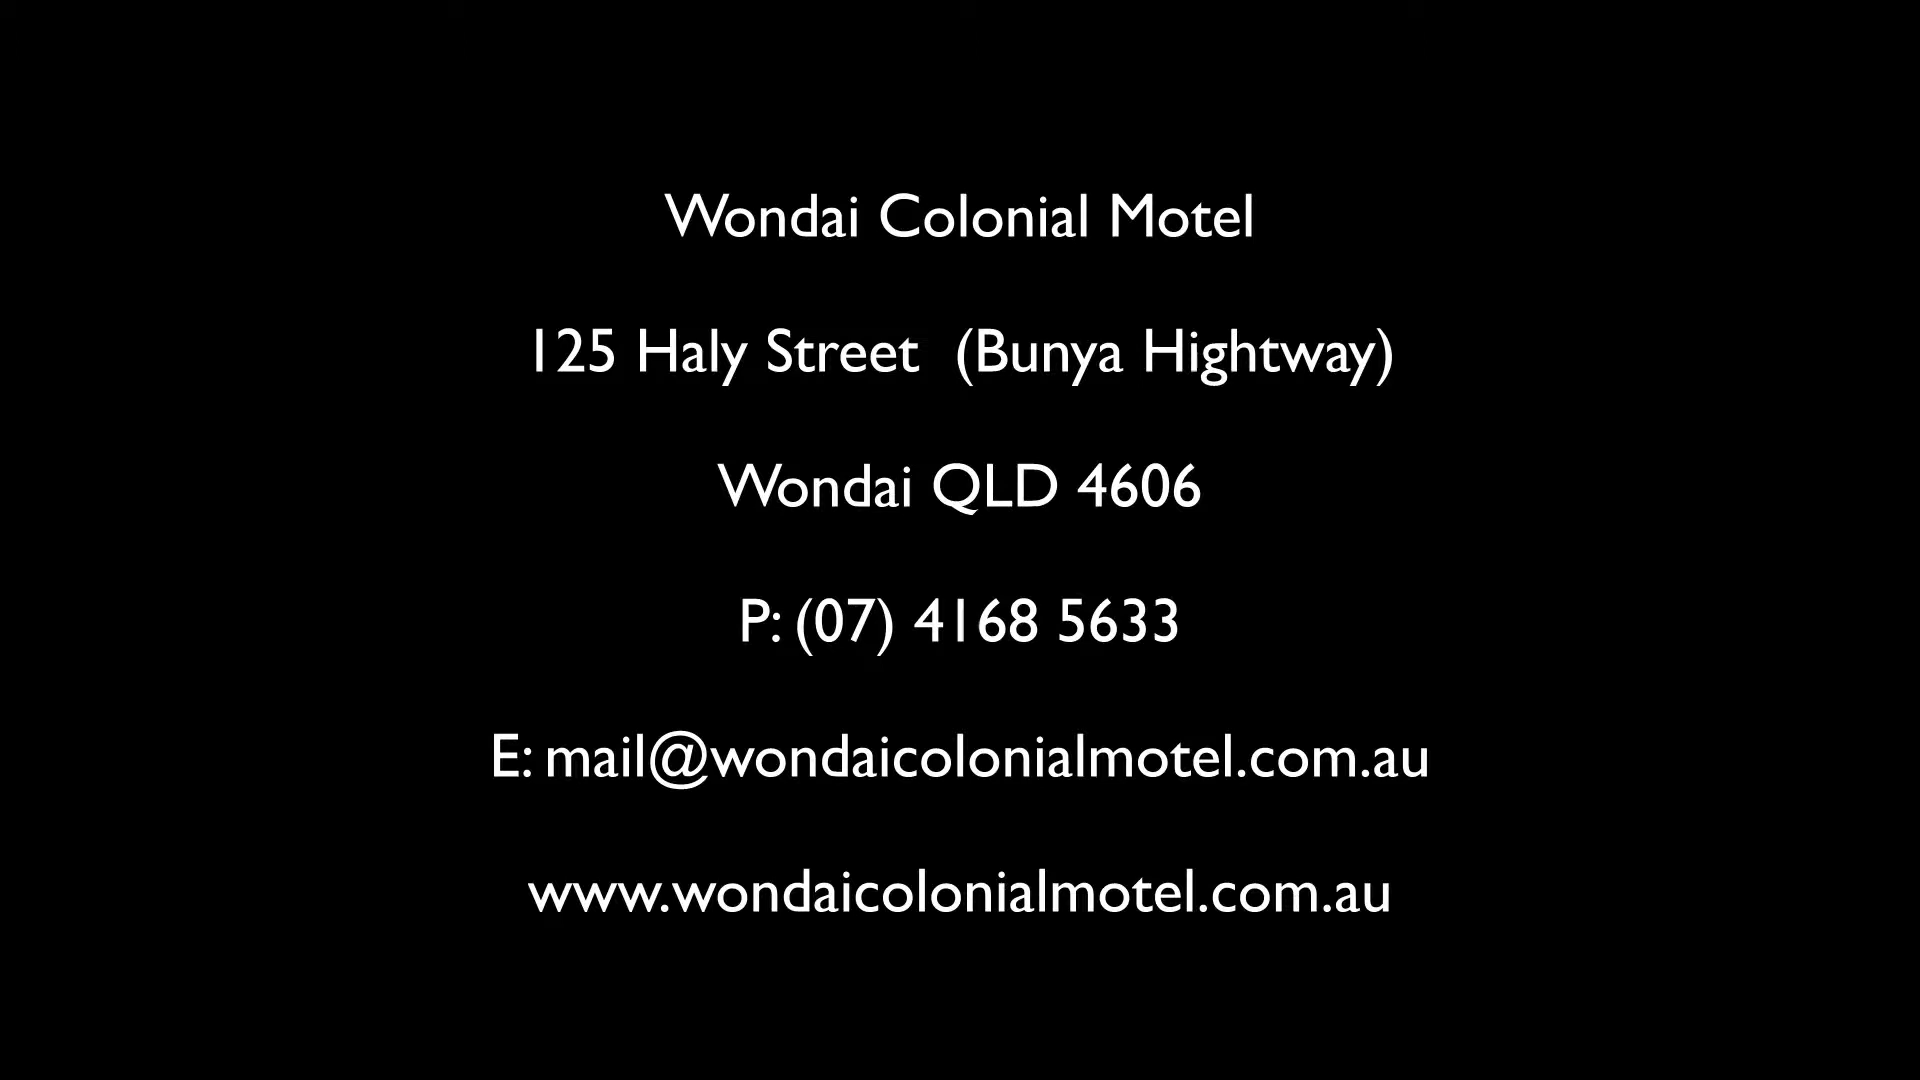 Wondai Colonial Motel
125 Haly Street  (Bunya Hightway)
Wondai QLD 4606
P: (07) 4168 5633
E: mail@wondaicolonialmotel.com.au
www.wondaicolonialmotel.com.au